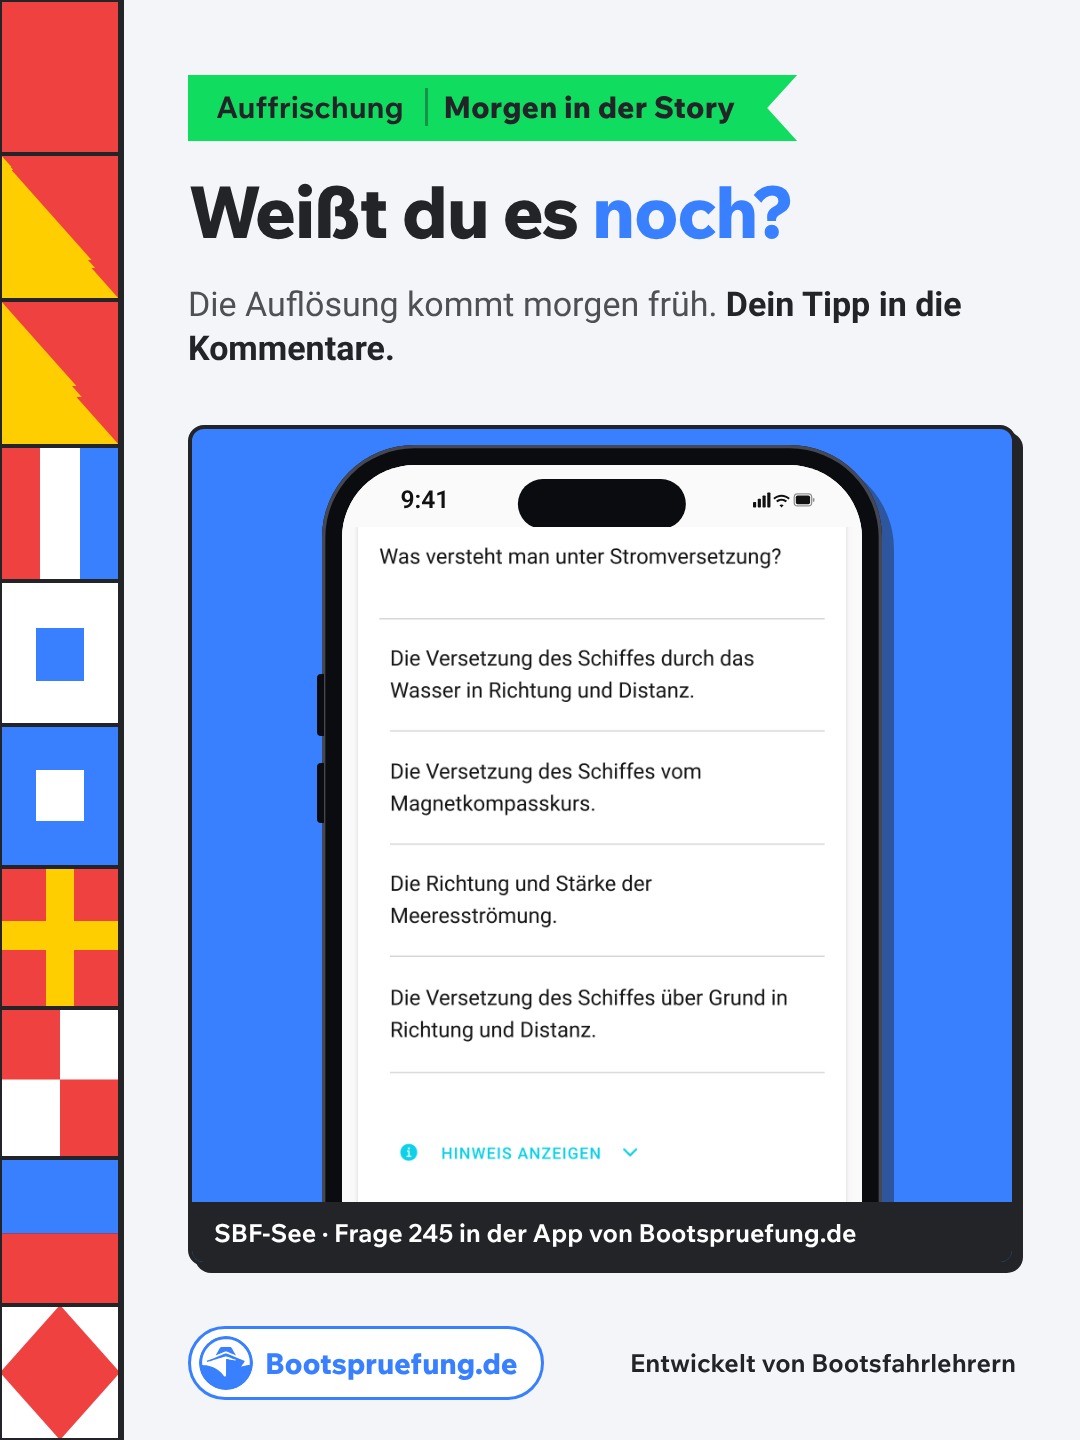 Auffrischung | Morgen in der Story
Weißt du es noch?
Die Auflösung kommt morgen früh. Dein Tipp in die
Kommentare.
9:41
Was versteht man unter Stromversetzung?
Die Versetzung des Schiffes durch das
Wasser in Richtung und Distanz.
Die Versetzung des Schiffes vom
Magnetkompasskurs.
Die Richtung und Stärke der
Meeresströmung.
Die Versetzung des Schiffes über Grund in
Richtung und Distanz.
HINWEIS ANZEIGEN
SBF-See · Frage 245 in der App von Bootspruefung.de
Bootspruefung.de
Entwickelt von Bootsfahrlehrern